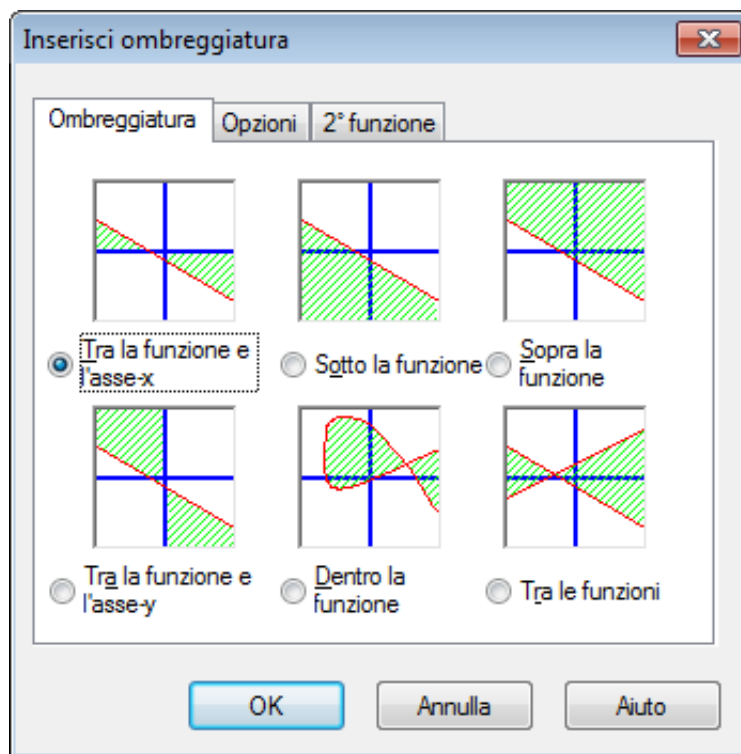 Inserisci ombreggiatura
Ombreggiatura
Opzioni
2° funzione
Tra la funzione e
l'asse-x
Sotto la funzione
Sopra la
funzione
Tra la funzione e
l'asse-y
Dentro la
funzione
Tra le funzioni
OK
Annulla
Aiuto